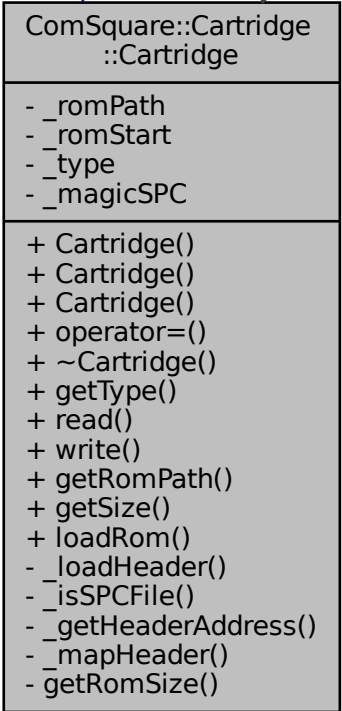 ComSquare::Cartridge
::Cartridge
- _romPath
- _romStart
- _type
- _magicSPC
+ Cartridge()
+ Cartridge()
+ Cartridge()
+ operator=()
+ ~Cartridge()
+ getType()
+ read()
+ write()
+ getRomPath()
+ getSize()
+ loadRom()
- _loadHeader()
- _isSPCFile()
- _getHeaderAddress()
- _mapHeader()
- getRomSize()